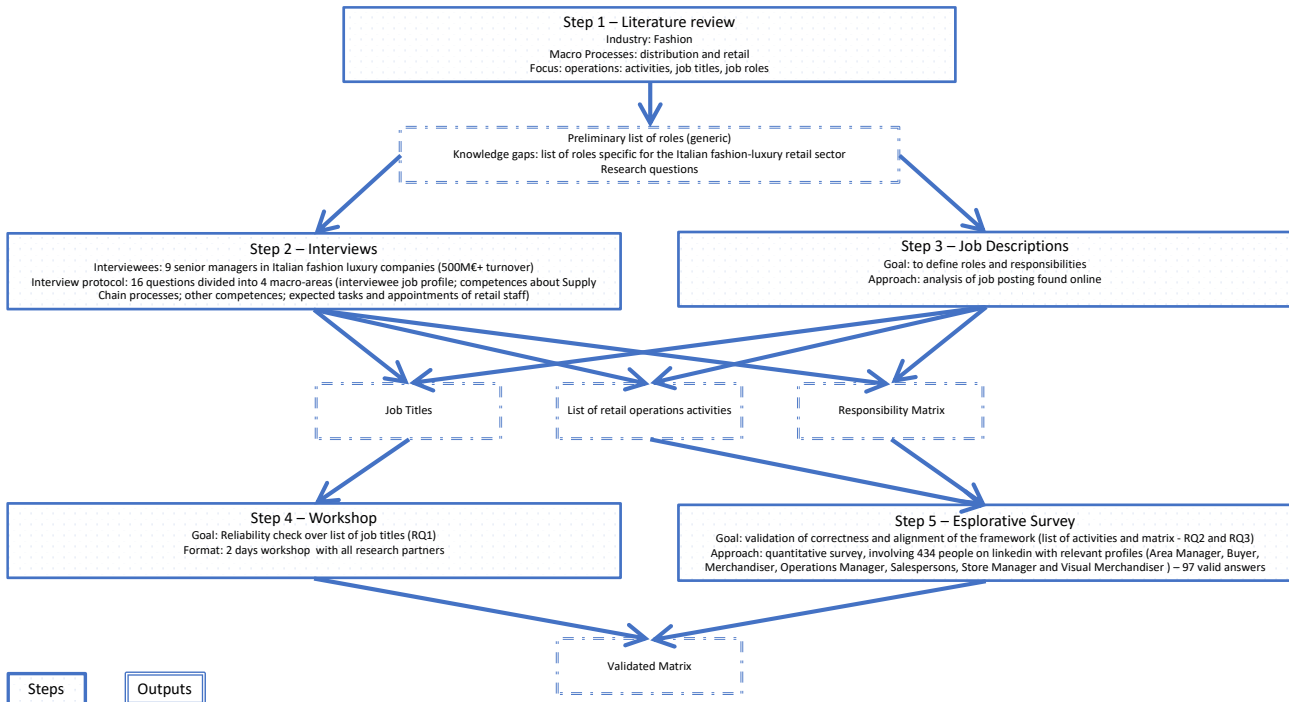 Step 1 – Literature review
Industry: Fashion
Macro Processes: distribution and retail
Focus: operations: activities, job titles, job roles
Preliminary list of roles (generic)
Knowledge gaps: list of roles specific for the Italian fashion-luxury retail sector
Research questions
Step 2 – Interviews
Interviewees: 9 senior managers in Italian fashion luxury companies (500M€+ turnover)
Interview protocol: 16 questions divided into 4 macro-areas (interviewee job profile; competences about Supply
Chain processes; other competences; expected tasks and appointments of retail staff)
Step 3 – Job Descriptions
Goal: to define roles and responsibilities
Approach: analysis of job posting found online
Job Titles
List of retail operations activities
Responsibility Matrix
Step 4 – Workshop
Goal: Reliability check over list of job titles (RQ1)
Format: 2 days workshop with all research partners
Step 5 – Esplorative Survey
Goal: validation of correctness and alignment of the framework (list of activities and matrix - RQ2 and RQ3)
Approach: quantitative survey, involving 434 people on linkedin with relevant profiles (Area Manager, Buyer,
Merchandiser, Operations Manager, Salespersons, Store Manager and Visual Merchandiser ) – 97 valid answers
Validated Matrix
Steps
Outputs